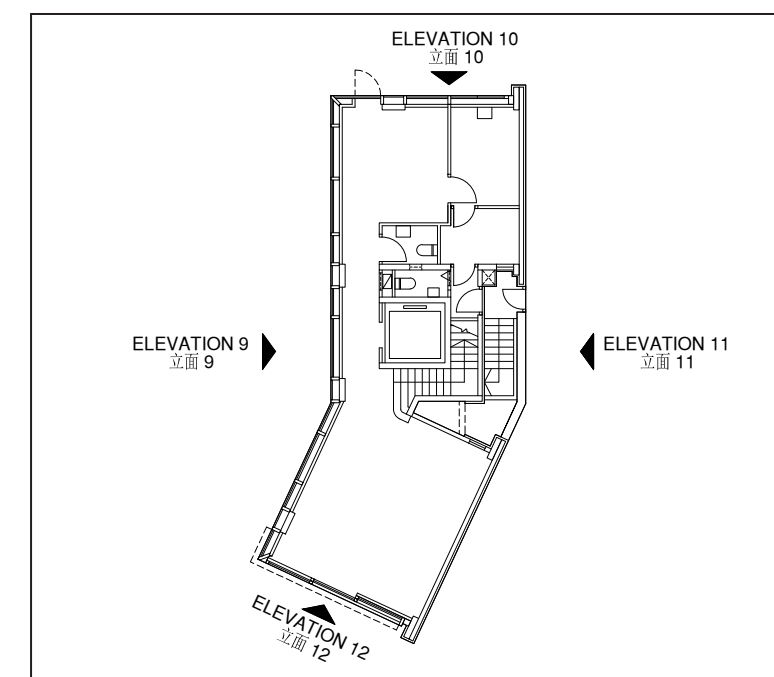 ELEVATION 10
立面 10
ELEVATION 9
立面 9
ELEVATION 11
立面 11
ELEVATION 12
立面 12